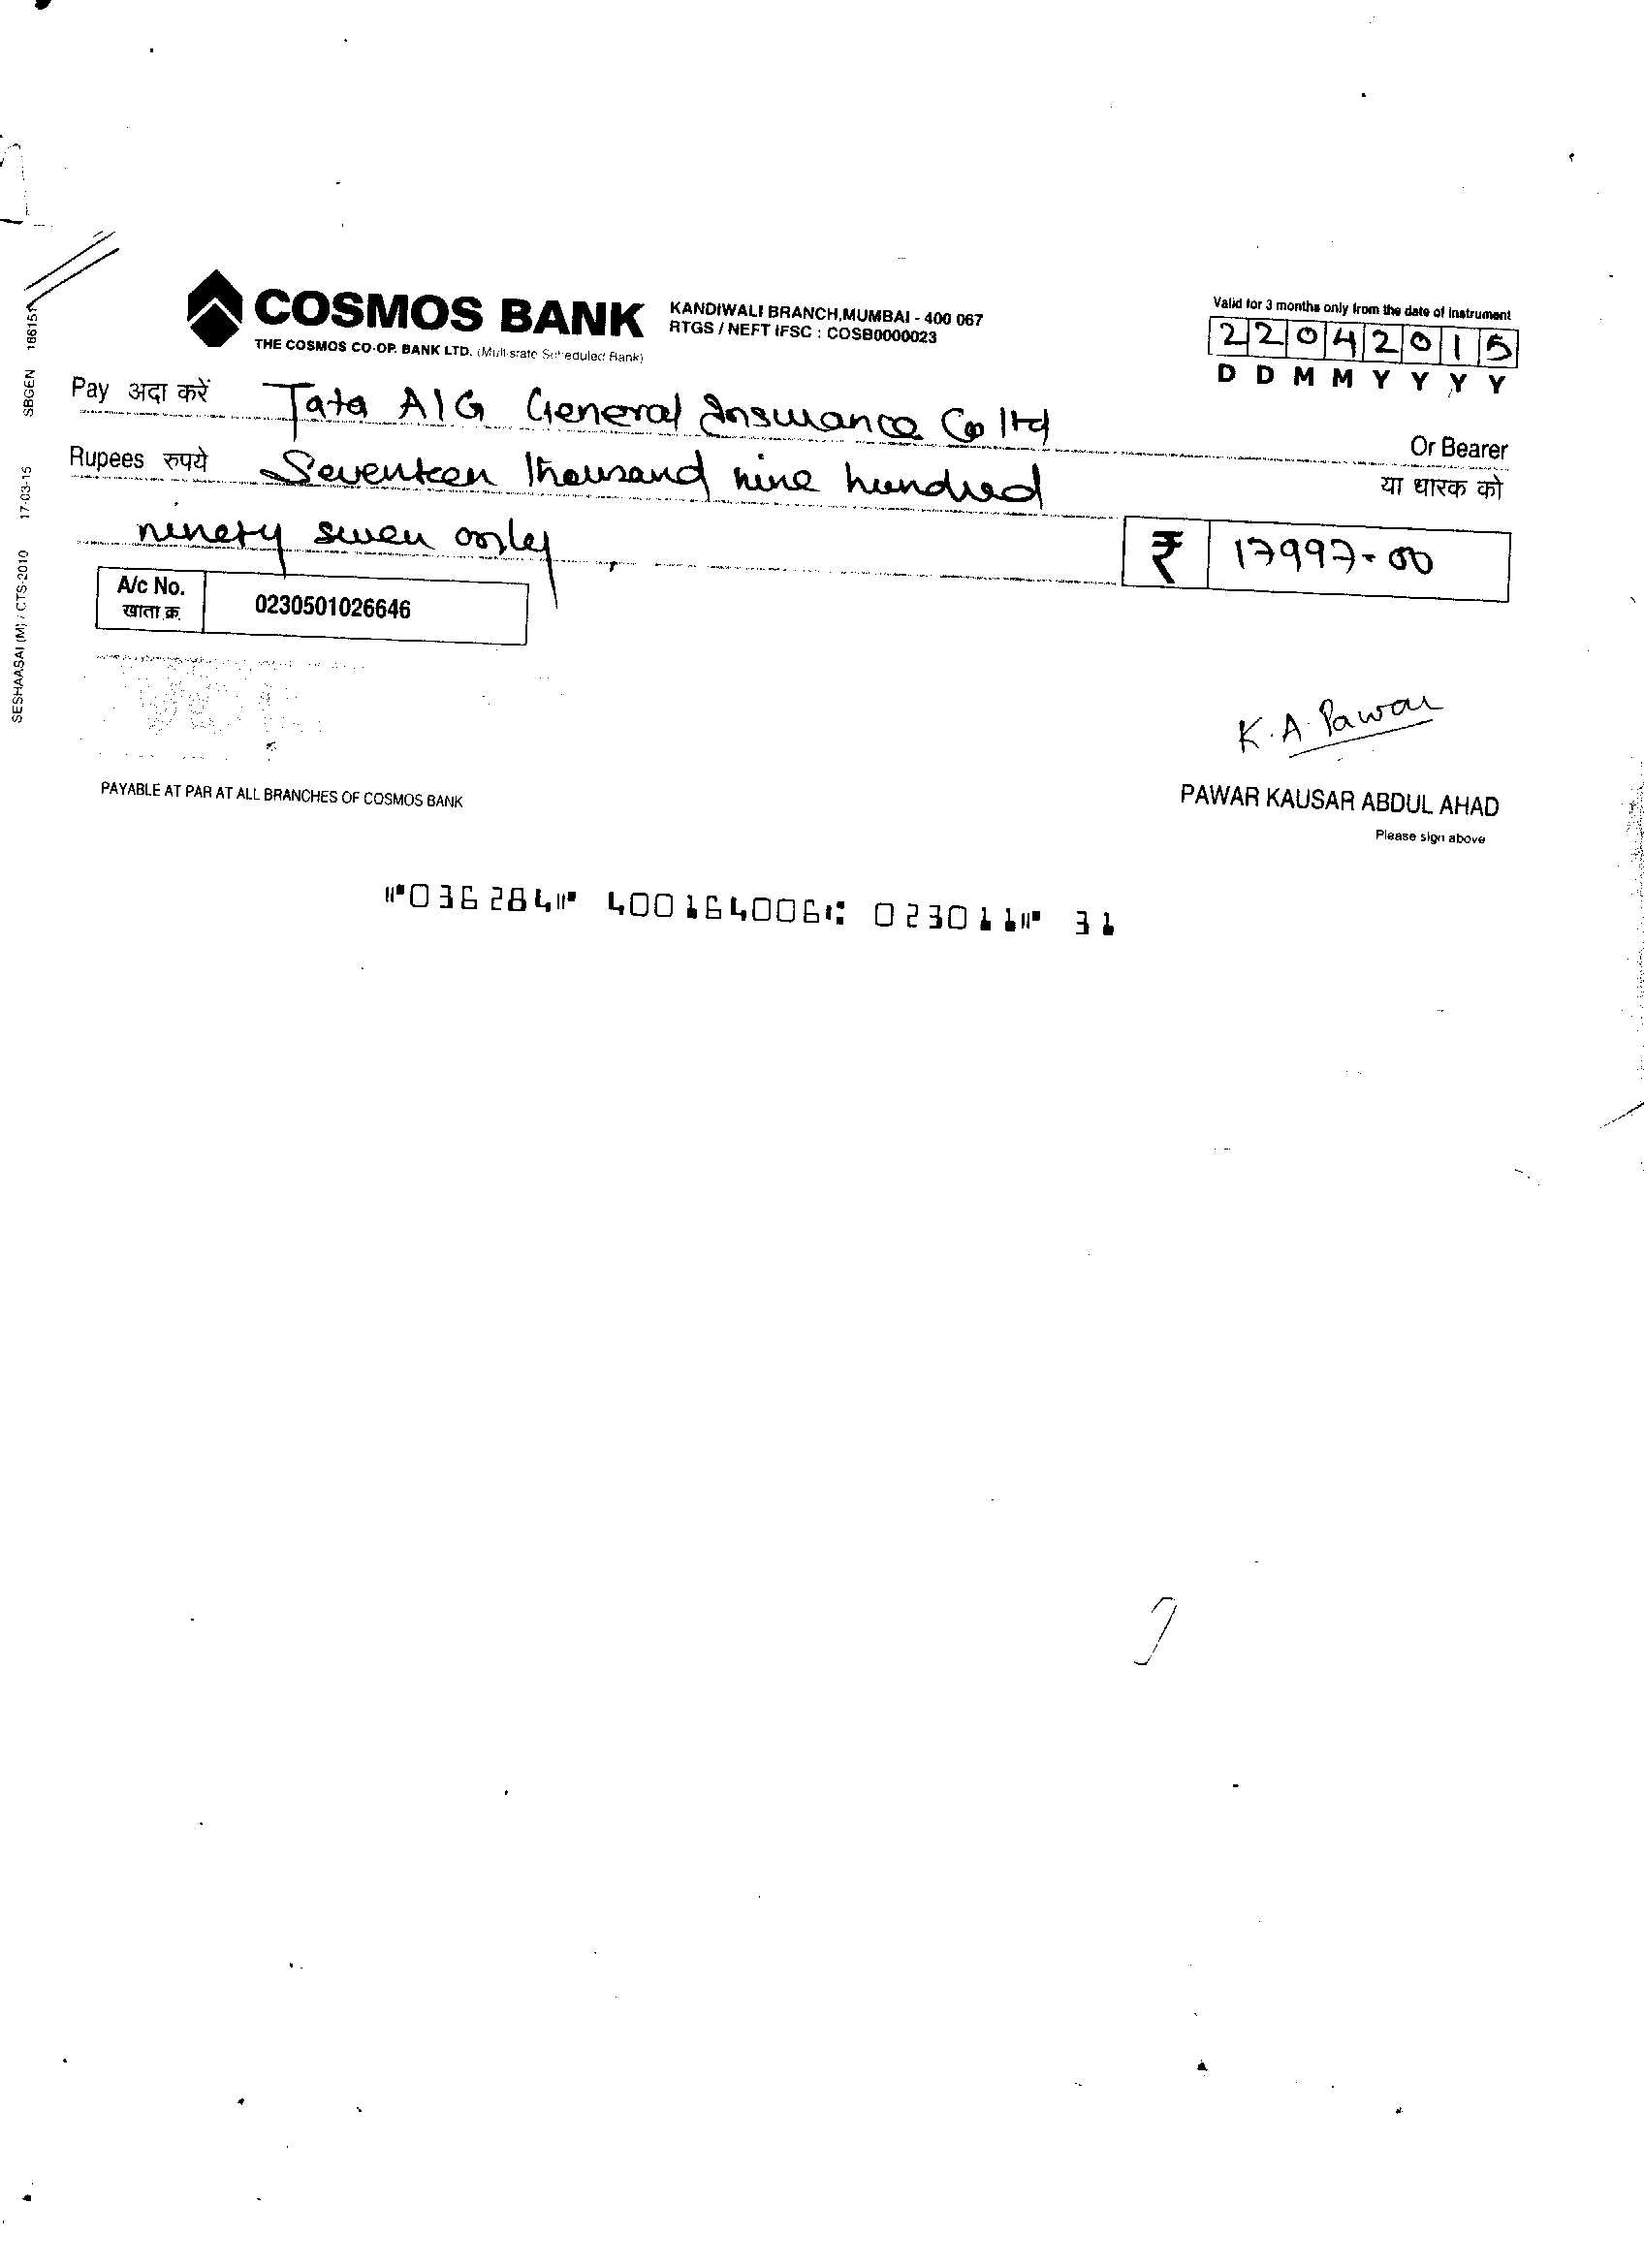 COSMOS BANK
THE COSMOS CO-OP. BANK LTD. (Multistate Scheduled Bank)
KANDIWALI BRANCH, MUMBAI - 400 067
RTGS / NEFT IFSC : COSB0000023
Valid for 3 months only from the date of instrument
2 2 0 4 2 0 1 5
D D M M Y Y Y Y
Pay अदा करें Tata AIG General Insurance Co ltd
Or Bearer
या धारक को
Rupees रुपये Seventeen thousand nine hundred
ninety seven only
₹ 17997-00
A/c No.
खाता क्र. 0230501026646
K.A. Pawar
PAWAR KAUSAR ABDUL AHAD
Please sign above
PAYABLE AT PAR AT ALL BRANCHES OF COSMOS BANK
⑈036284⑈ 400164006⑆ 023011⑈ 31
SESHAASAI (M) / CTS-2010 17-03-15 SBGEN